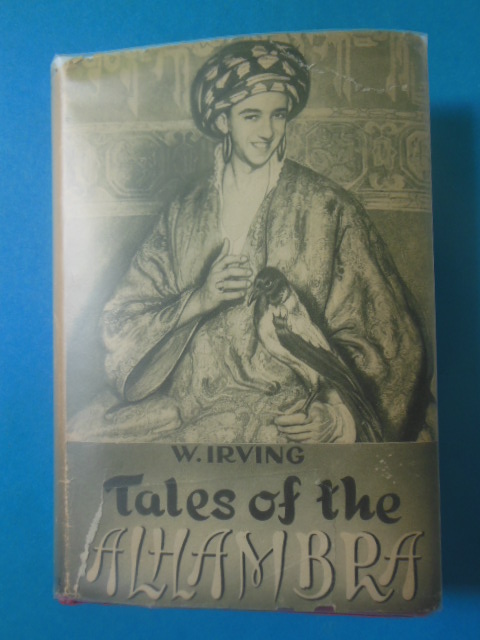 W. IRVING
Tales of the
ALHAMBRA